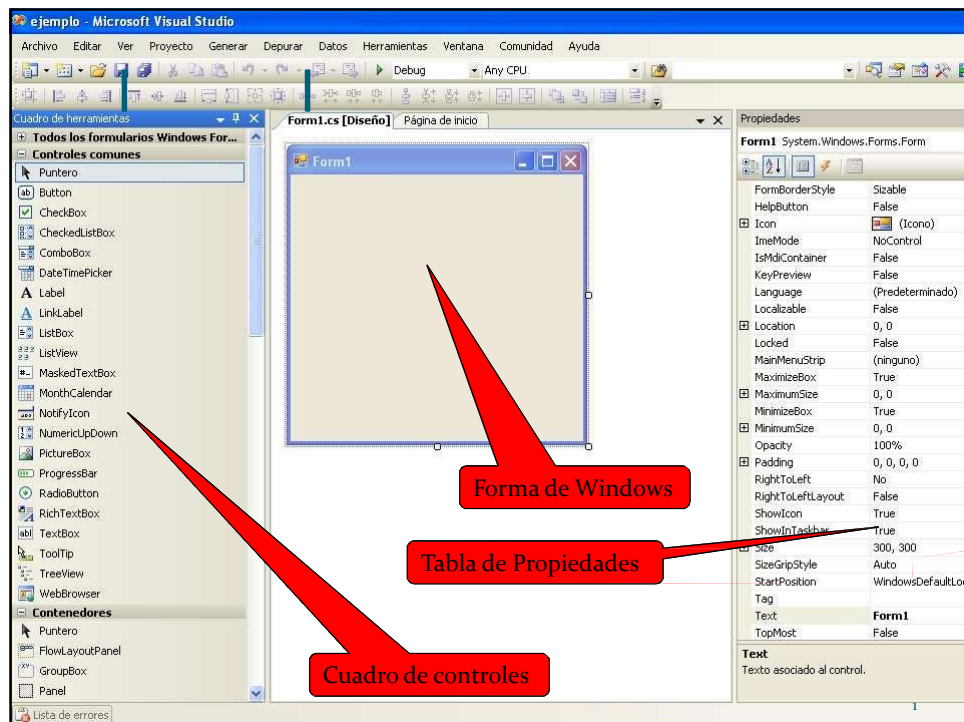 ejemplo - Microsoft Visual Studio
Archivo Editar Ver Proyecto Generar Depurar Datos Herramientas Ventana Comunidad Ayuda
Debug Any CPU
Cuadro de herramientas
Todos los formularios Windows For...
Controles comunes
Puntero
Button
CheckBox
CheckedListBox
ComboBox
DateTimePicker
Label
LinkLabel
ListBox
ListView
MaskedTextBox
MonthCalendar
NotifyIcon
NumericUpDown
PictureBox
ProgressBar
RadioButton
RichTextBox
TextBox
ToolTip
TreeView
WebBrowser
Contenedores
Puntero
FlowLayoutPanel
GroupBox
Panel
Lista de errores
Form1.cs [Diseño] Página de inicio
Form1
Forma de Windows
Tabla de Propiedades
Cuadro de controles
Propiedades
Form1 System.Windows.Forms.Form
FormBorderStyle Sizable
HelpButton False
Icon (Icono)
ImeMode NoControl
IsMdiContainer False
KeyPreview False
Language (Predeterminado)
Localizable False
Location 0, 0
Locked False
MainMenuStrip (ninguno)
MaximizeBox True
MaximumSize 0, 0
MinimizeBox True
MinimumSize 0, 0
Opacity 100%
Padding 0, 0, 0, 0
RightToLeft No
RightToLeftLayout False
ShowIcon True
ShowInTaskbar True
Size 300, 300
SizeGripStyle Auto
StartPosition WindowsDefaultLoc
Tag
Text Form1
TopMost False
Text
Texto asociado al control.
1